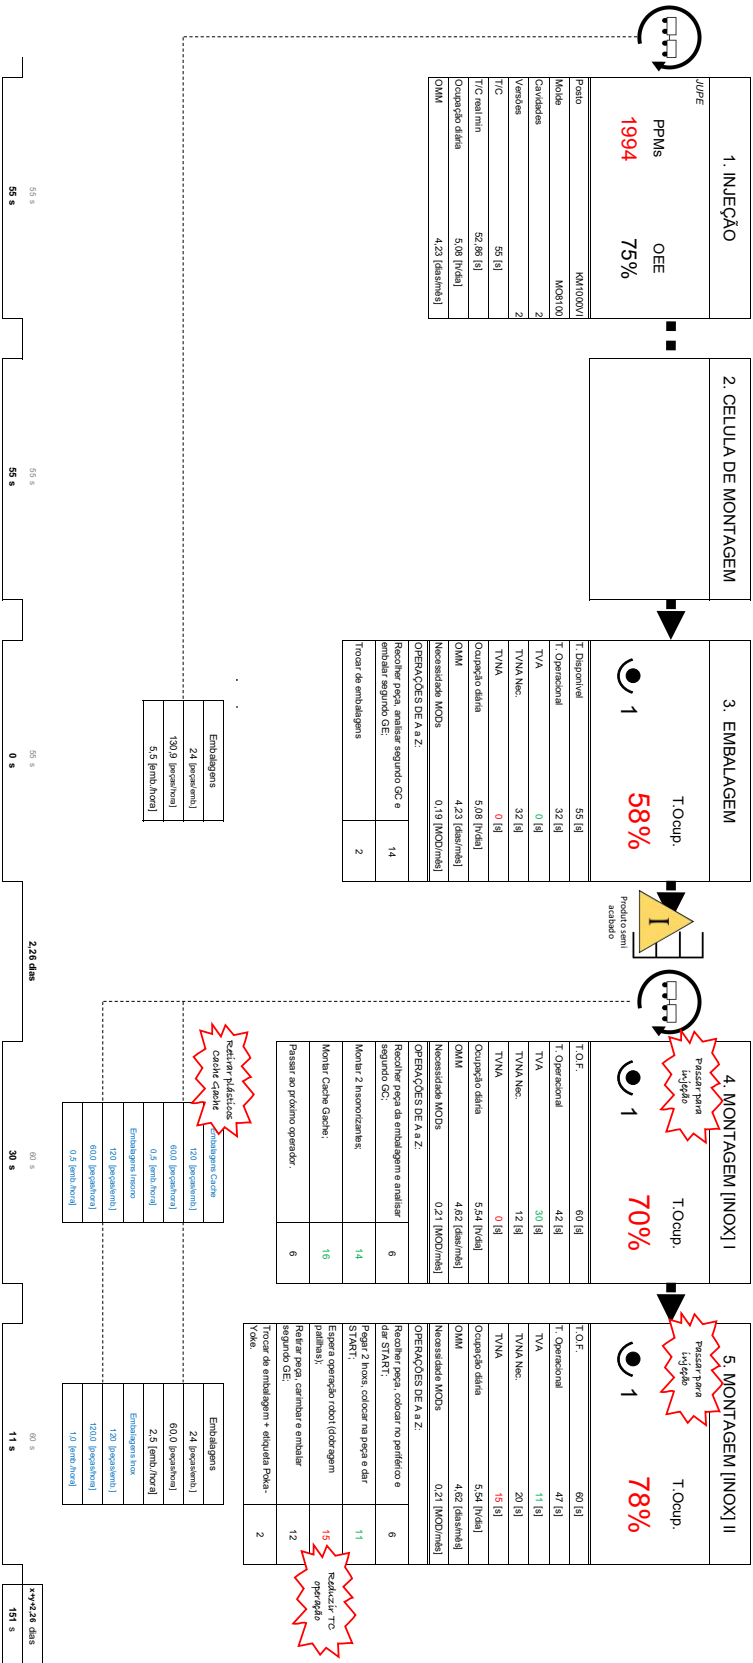 1. INJEÇÃO
JUPE
PPMs OEE
1994 75%
Posto KM1000V1
Molde MO8100
Cavidades 2
Versões 2
T/C 55 [s]
T/C real min 52,86 [s]
Ocupação diária 5,08 [h/dia]
OMM 4,23 [dias/mês]
2. CELULA DE MONTAGEM
3. EMBALAGEM
T.Ocup.
1 58%
T. Disponível 55 [s]
T. Operacional 32 [s]
TVA 0 [s]
TVNA Nec. 32 [s]
TVNA 0 [s]
Ocupação diária 5,08 [h/dia]
OMM 4,23 [dias/mês]
Necessidade MODs 0,19 [MOD/mês]
OPERAÇÕES DE A a Z:
Recolher peça, analisar segundo GC e
embalar segundo GE; 14
Trocar de embalagens 2
Embalagens
24 [peças/emb.]
130,9 [peças/hora]
5,5 [emb./hora]
I
Produto semi
acabado
4. MONTAGEM [INOX] I
Passar para
injeção
T.Ocup.
1 70%
T.O.F. 60 [s]
T. Operacional 42 [s]
TVA 30 [s]
TVNA Nec. 12 [s]
TVNA 0 [s]
Ocupação diária 5,54 [h/dia]
OMM 4,62 [dias/mês]
Necessidade MODs 0,21 [MOD/mês]
OPERAÇÕES DE A a Z:
Recolher peça da embalagem e analisar
segundo GC; 6
Montar 2 Insonorizantes; 14
Montar Cache Gache; 16
Passar ao próximo operador. 6
Retirar plásticos
cache Gache
Embalagens Cache
120 [peças/emb.]
60,0 [peças/hora]
0,5 [emb./hora]
Embalagens Insono
120 [peças/emb.]
60,0 [peças/hora]
0,5 [emb./hora]
5. MONTAGEM [INOX] II
Passar para
injeção
T.Ocup.
1 78%
T.O.F. 60 [s]
T. Operacional 47 [s]
TVA 11 [s]
TVNA Nec. 20 [s]
TVNA 15 [s]
Ocupação diária 5,54 [h/dia]
OMM 4,62 [dias/mês]
Necessidade MODs 0,21 [MOD/mês]
OPERAÇÕES DE A a Z:
Recolher peça, colocar no periférico e
dar START; 6
Pegar 2 Inoxs, colocar na peça e dar
START; 11
Espera operação robot (dobragem
patilhas); 15
Retirar peça, carimbar e embalar
segundo GE; 12
Trocar de embalagem + etiqueta Poka-
Yoke. 2
Reduzir TC
operação
Embalagens
24 [peças/emb.]
60,0 [peças/hora]
2,5 [emb./hora]
Embalagens Inox
120 [peças/emb.]
120,0 [peças/hora]
1,0 [emb./hora]
55 s 55 s 55 s 2,26 dias 60 s 60 s x+y+2,26 dias
55 s 55 s 0 s 30 s 11 s 151 s